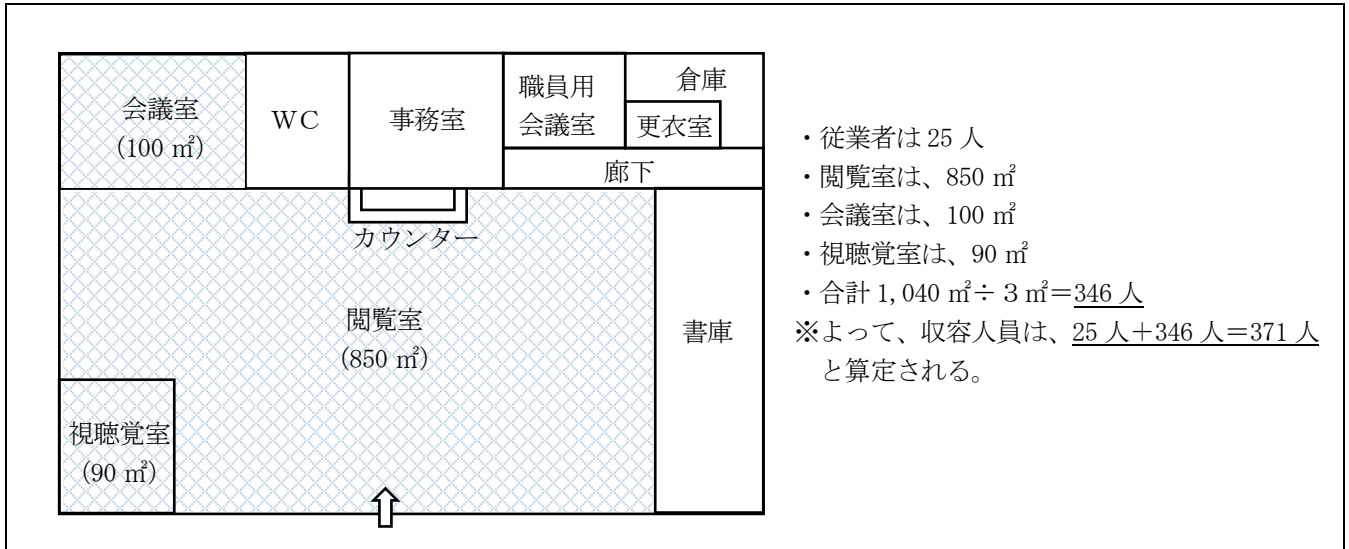 会議室
(100 ㎡)
WC
事務室
職員用
会議室
倉庫
更衣室
廊下
カウンター
閲覧室
(850 ㎡)
書庫
視聴覚室
(90 ㎡)
・従業者は 25 人
・閲覧室は、850 ㎡
・会議室は、100 ㎡
・視聴覚室は、90 ㎡
・合計 1,040 ㎡÷3㎡=346 人
※よって、収容人員は、25 人+346 人=371 人
と算定される。